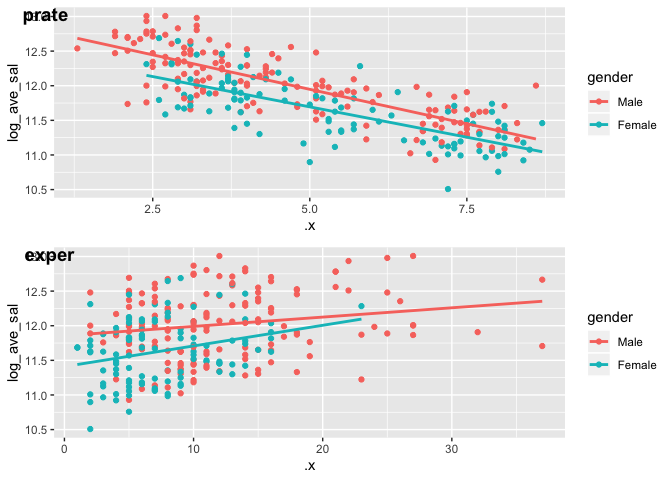 prate
12.5
12.0
11.5
11.0
10.5
log_ave_sal
2.5 5.0 7.5
.x
gender
Male
Female
exper
12.5
12.0
11.5
11.0
10.5
log_ave_sal
0 10 20 30
.x
gender
Male
Female